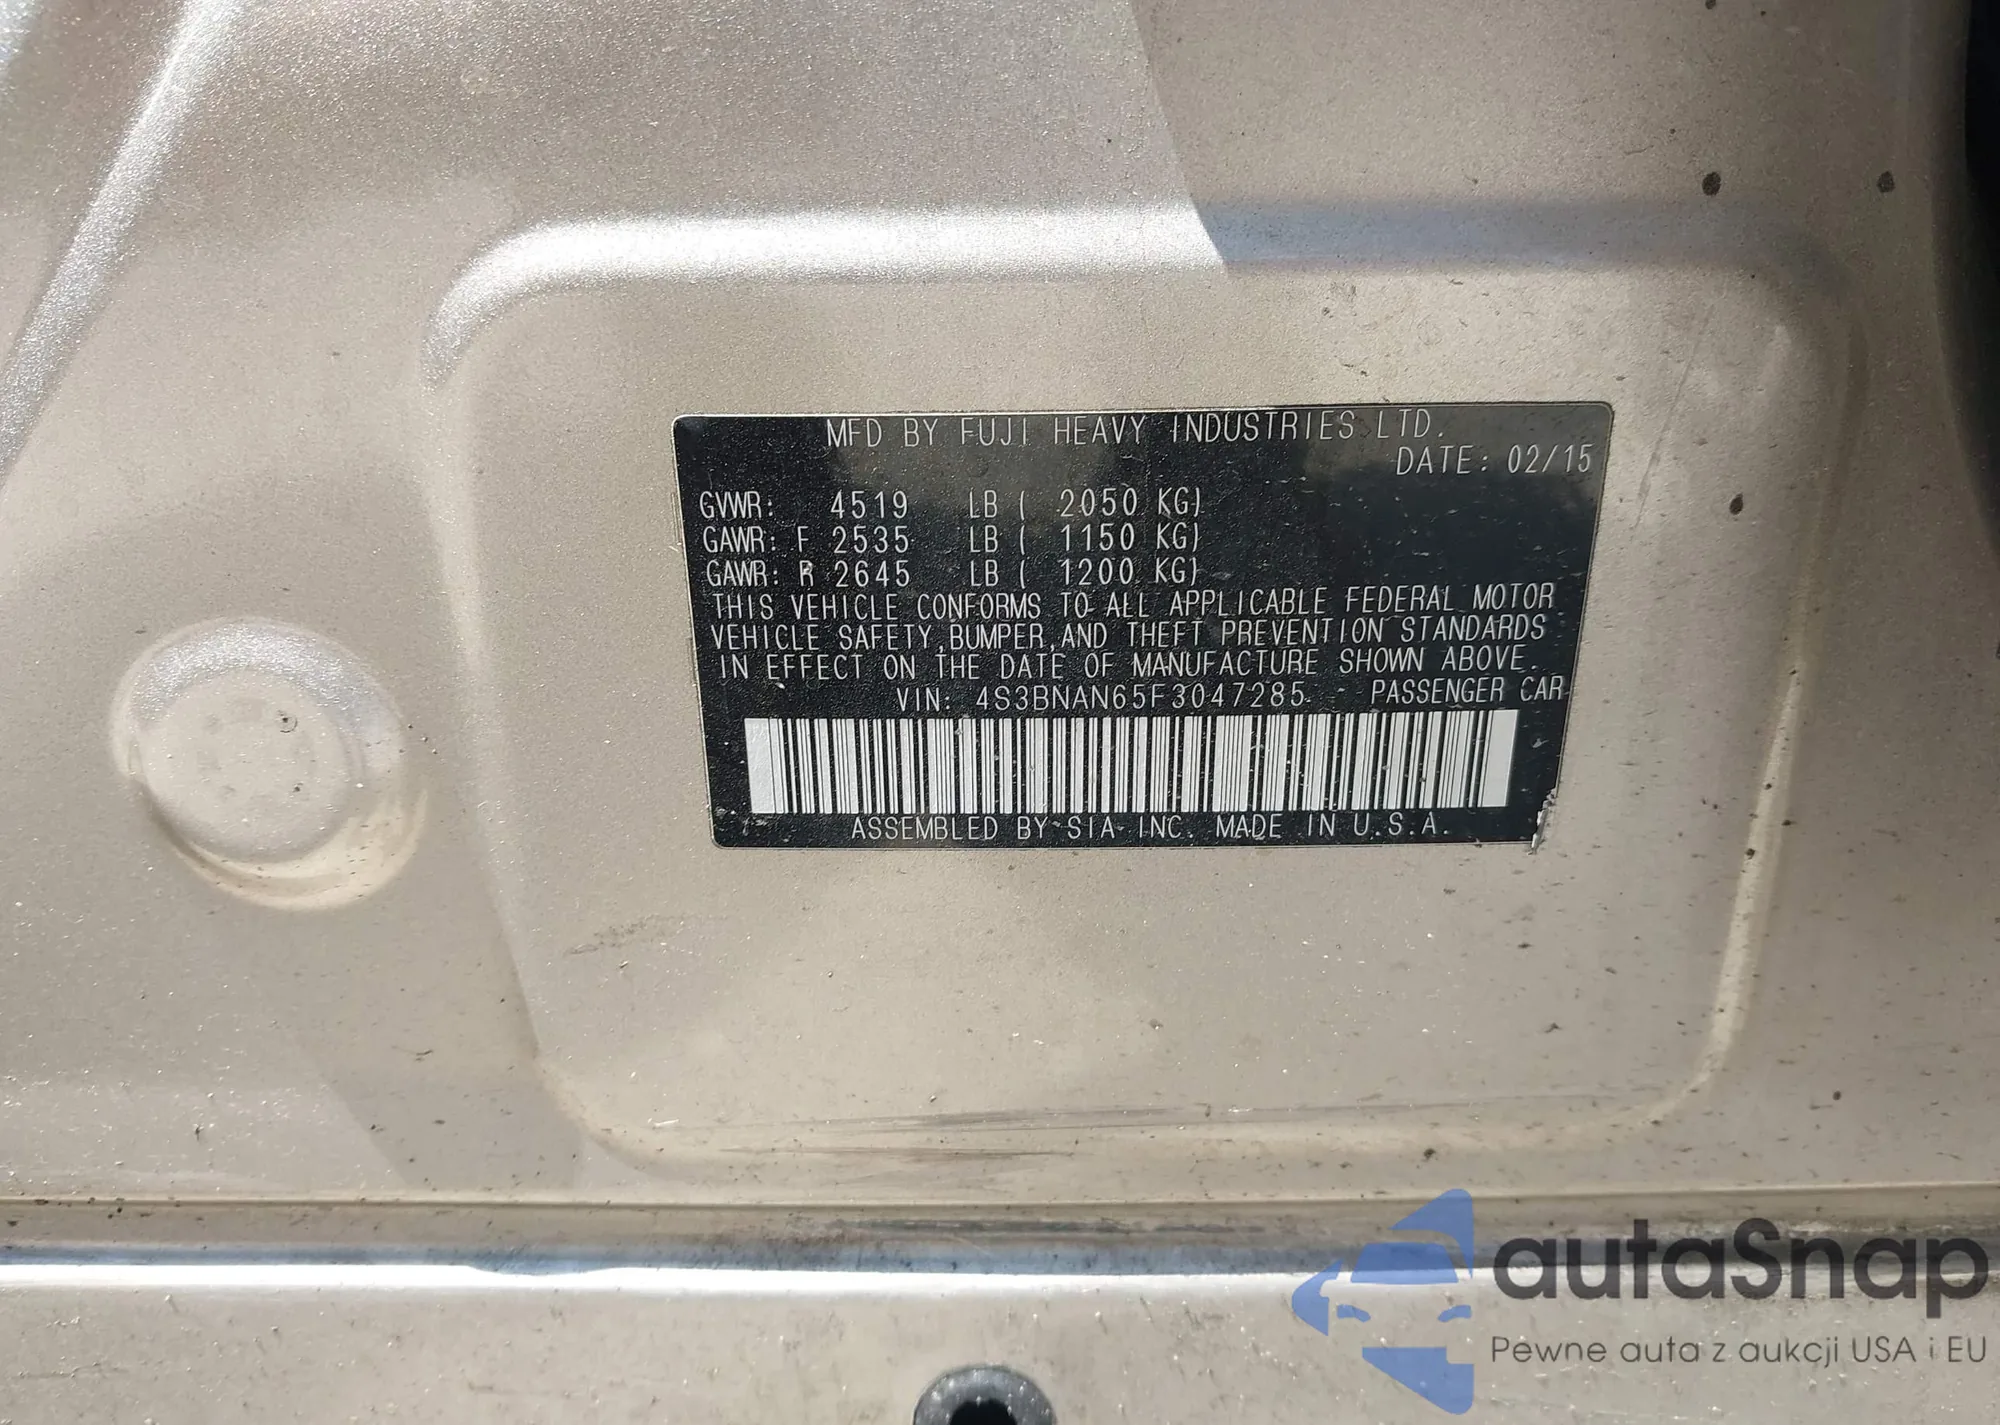 MFD BY FUJI HEAVY INDUSTRIES LTD.
DATE: 02/15
GVWR: 4519 LB ( 2050 KG)
GAWR: F 2535 LB ( 1150 KG)
GAWR: R 2645 LB ( 1200 KG)
THIS VEHICLE CONFORMS TO ALL APPLICABLE FEDERAL MOTOR
VEHICLE SAFETY,BUMPER,AND THEFT PREVENTION STANDARDS
IN EFFECT ON THE DATE OF MANUFACTURE SHOWN ABOVE.
VIN: 4S3BNAN65F3047285 PASSENGER CAR
ASSEMBLED BY SIA INC. MADE IN U.S.A.
autaSnap
Pewne auta z aukcji USA i EU